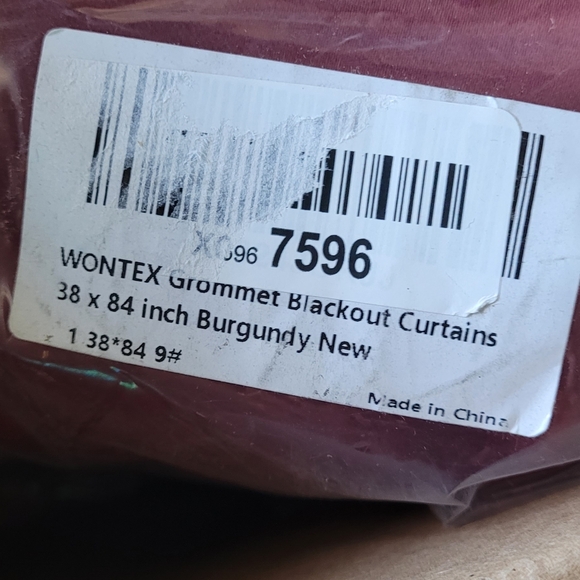 7596
WONTEX Grommet Blackout Curtains
38 x 84 inch Burgundy New
1 38*84 9#
Made in China